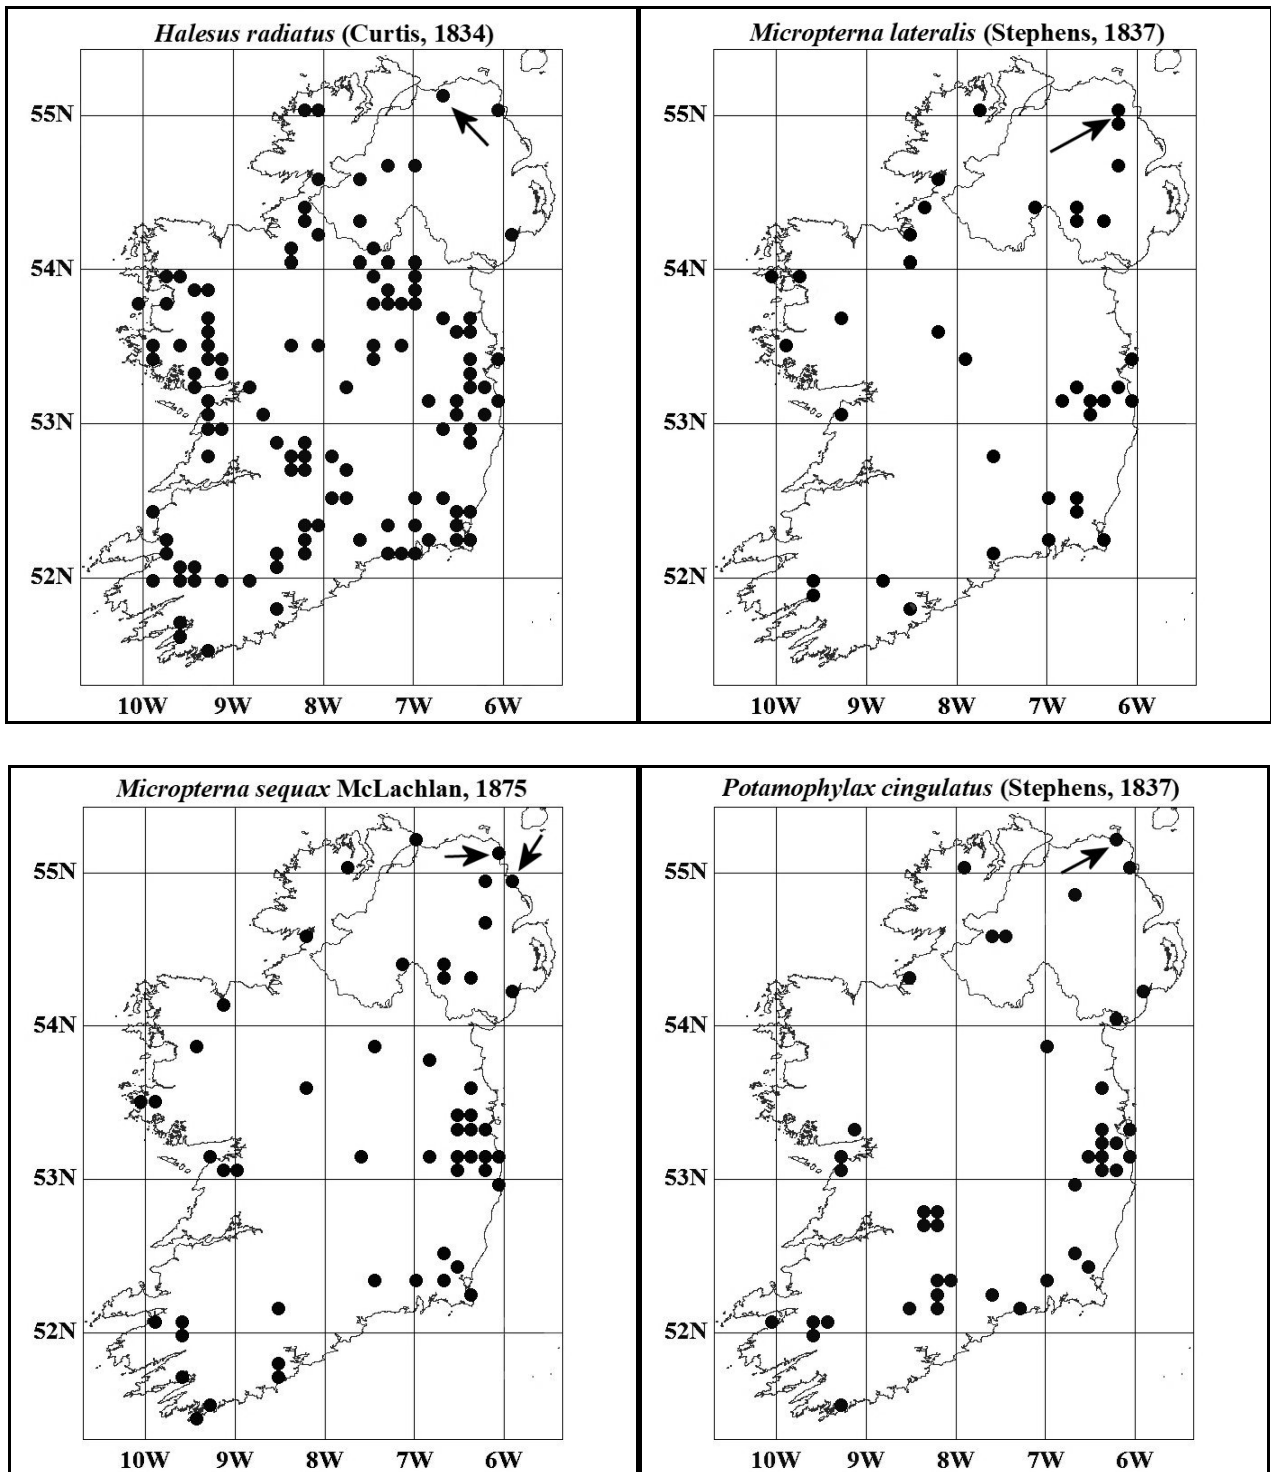 Halesus radiatus (Curtis, 1834)
55N
54N
53N
52N
10W 9W 8W 7W 6W
Micropterna lateralis (Stephens, 1837)
55N
54N
53N
52N
10W 9W 8W 7W 6W
Micropterna sequax McLachlan, 1875
55N
54N
53N
52N
10W 9W 8W 7W 6W
Potamophylax cingulatus (Stephens, 1837)
55N
54N
53N
52N
10W 9W 8W 7W 6W